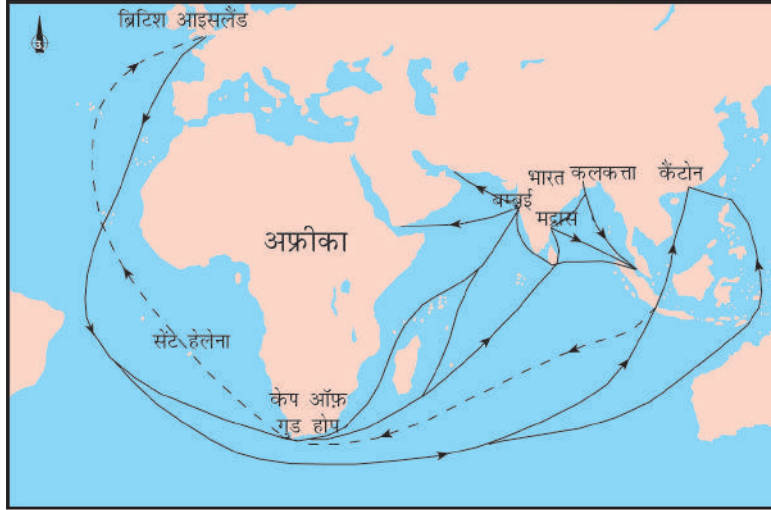 ब्रिटिश आइसलैंड
भारत कलकत्ता कैंटोन
बम्बई
मद्रास
अफ्रीका
सेंट हेलेना
केप ऑफ़
गुड होप